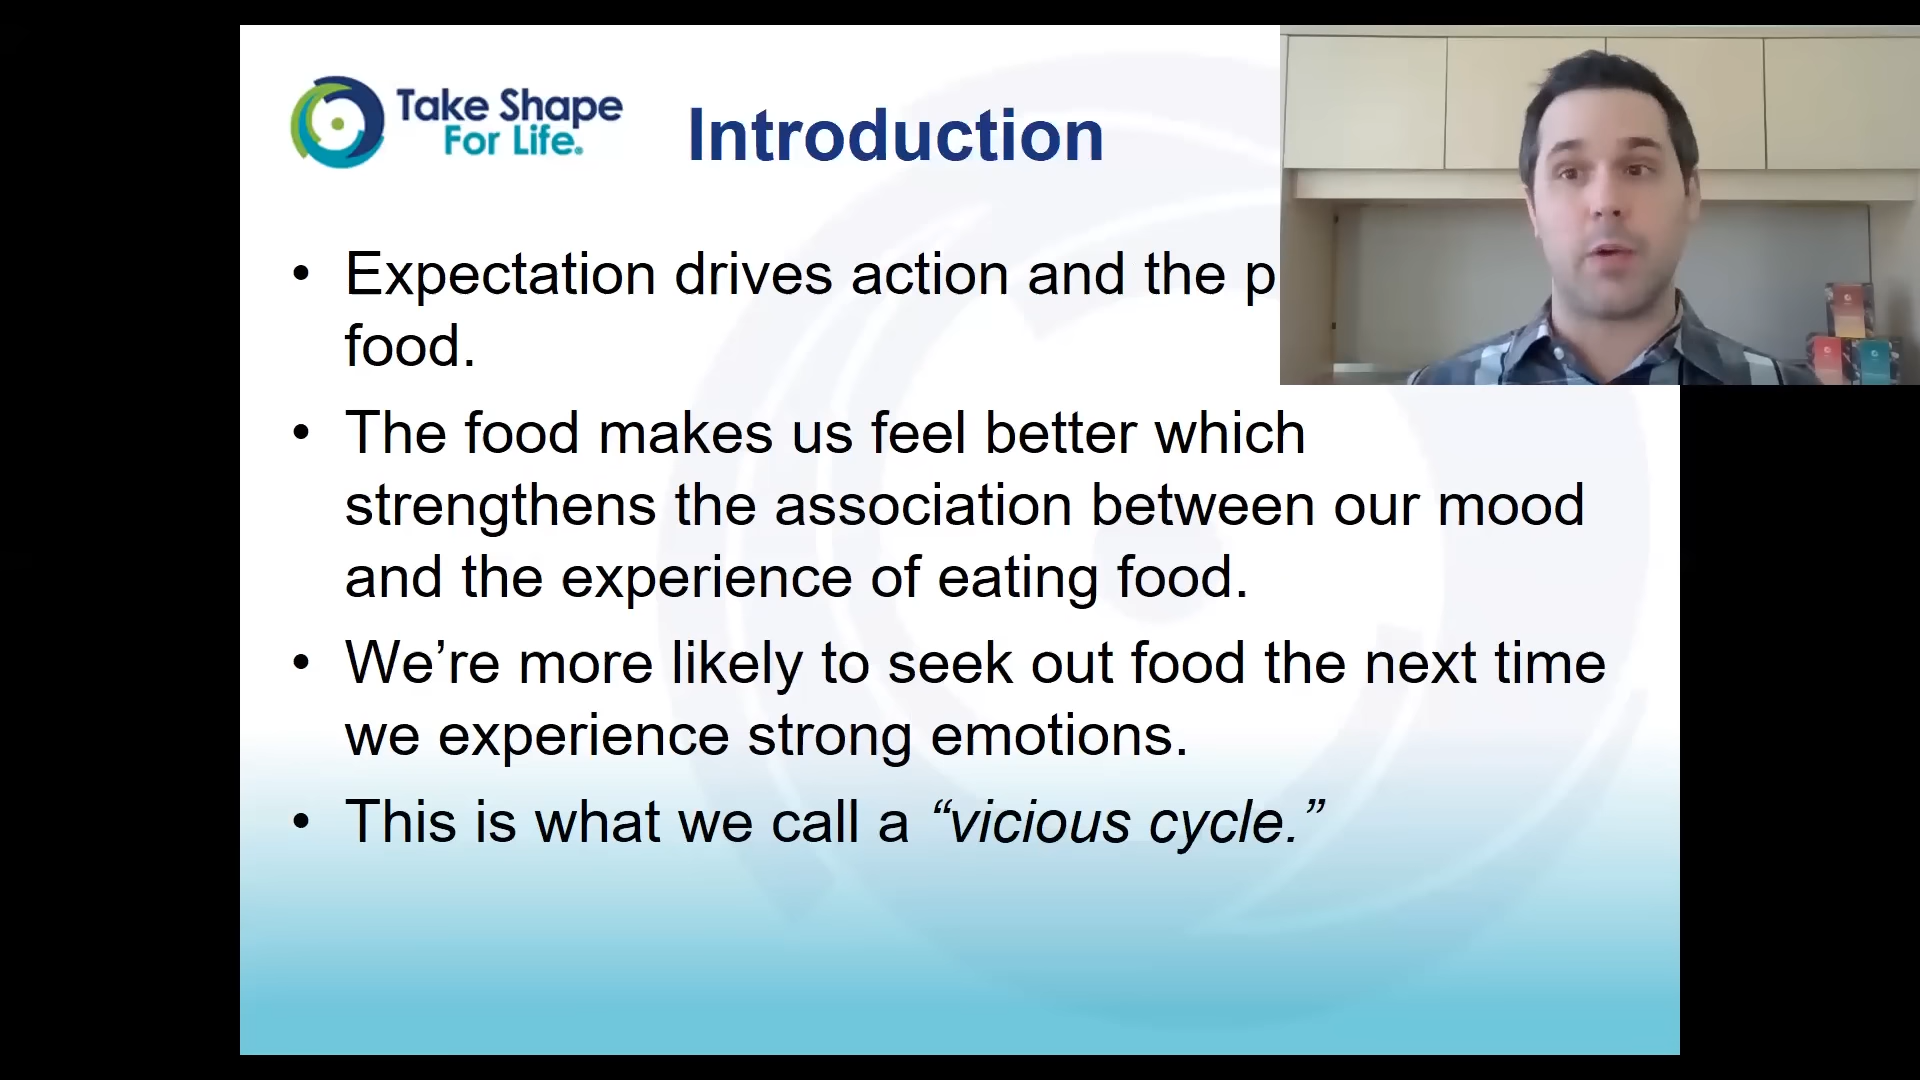 Take Shape
For Life.
Introduction
• Expectation drives action and the p
food.
• The food makes us feel better which
strengthens the association between our mood
and the experience of eating food.
• We’re more likely to seek out food the next time
we experience strong emotions.
• This is what we call a “vicious cycle.”